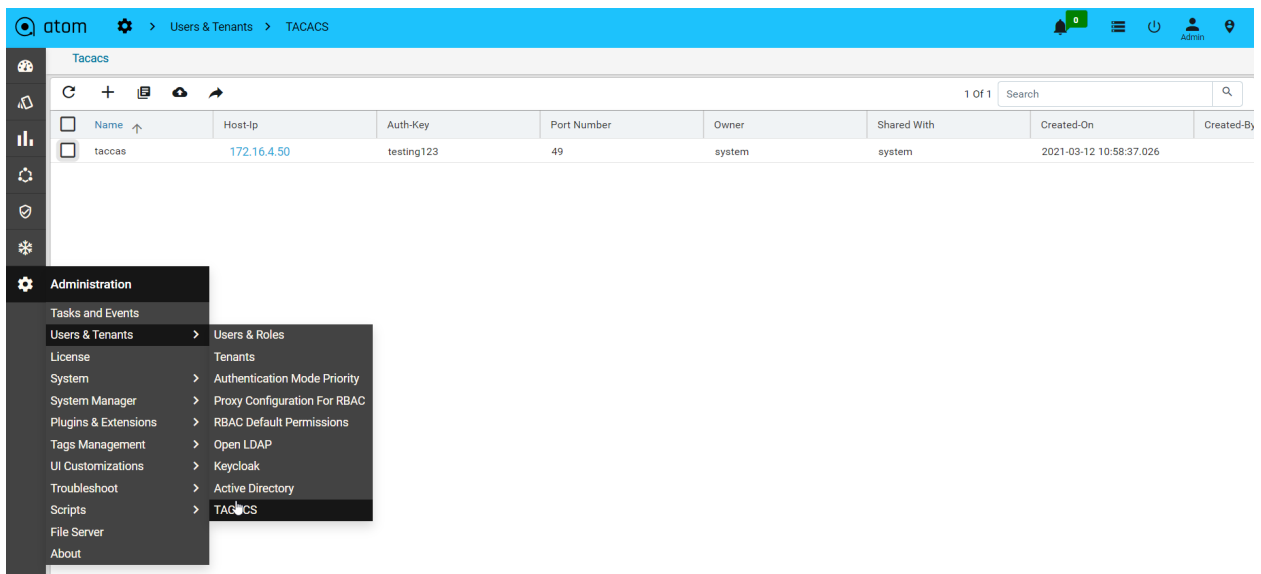 atom > Users & Tenants > TACACS 0 Admin
Tacacs
1 Of 1 Search
Name Host-Ip Auth-Key Port Number Owner Shared With Created-On Created-By
taccas 172.16.4.50 testing123 49 system system 2021-03-12 10:58:37.026
Administration
Tasks and Events
Users & Tenants > Users & Roles
License Tenants
System > Authentication Mode Priority
System Manager > Proxy Configuration For RBAC
Plugins & Extensions > RBAC Default Permissions
Tags Management > Open LDAP
UI Customizations > Keycloak
Troubleshoot > Active Directory
Scripts > TACACS
File Server
About